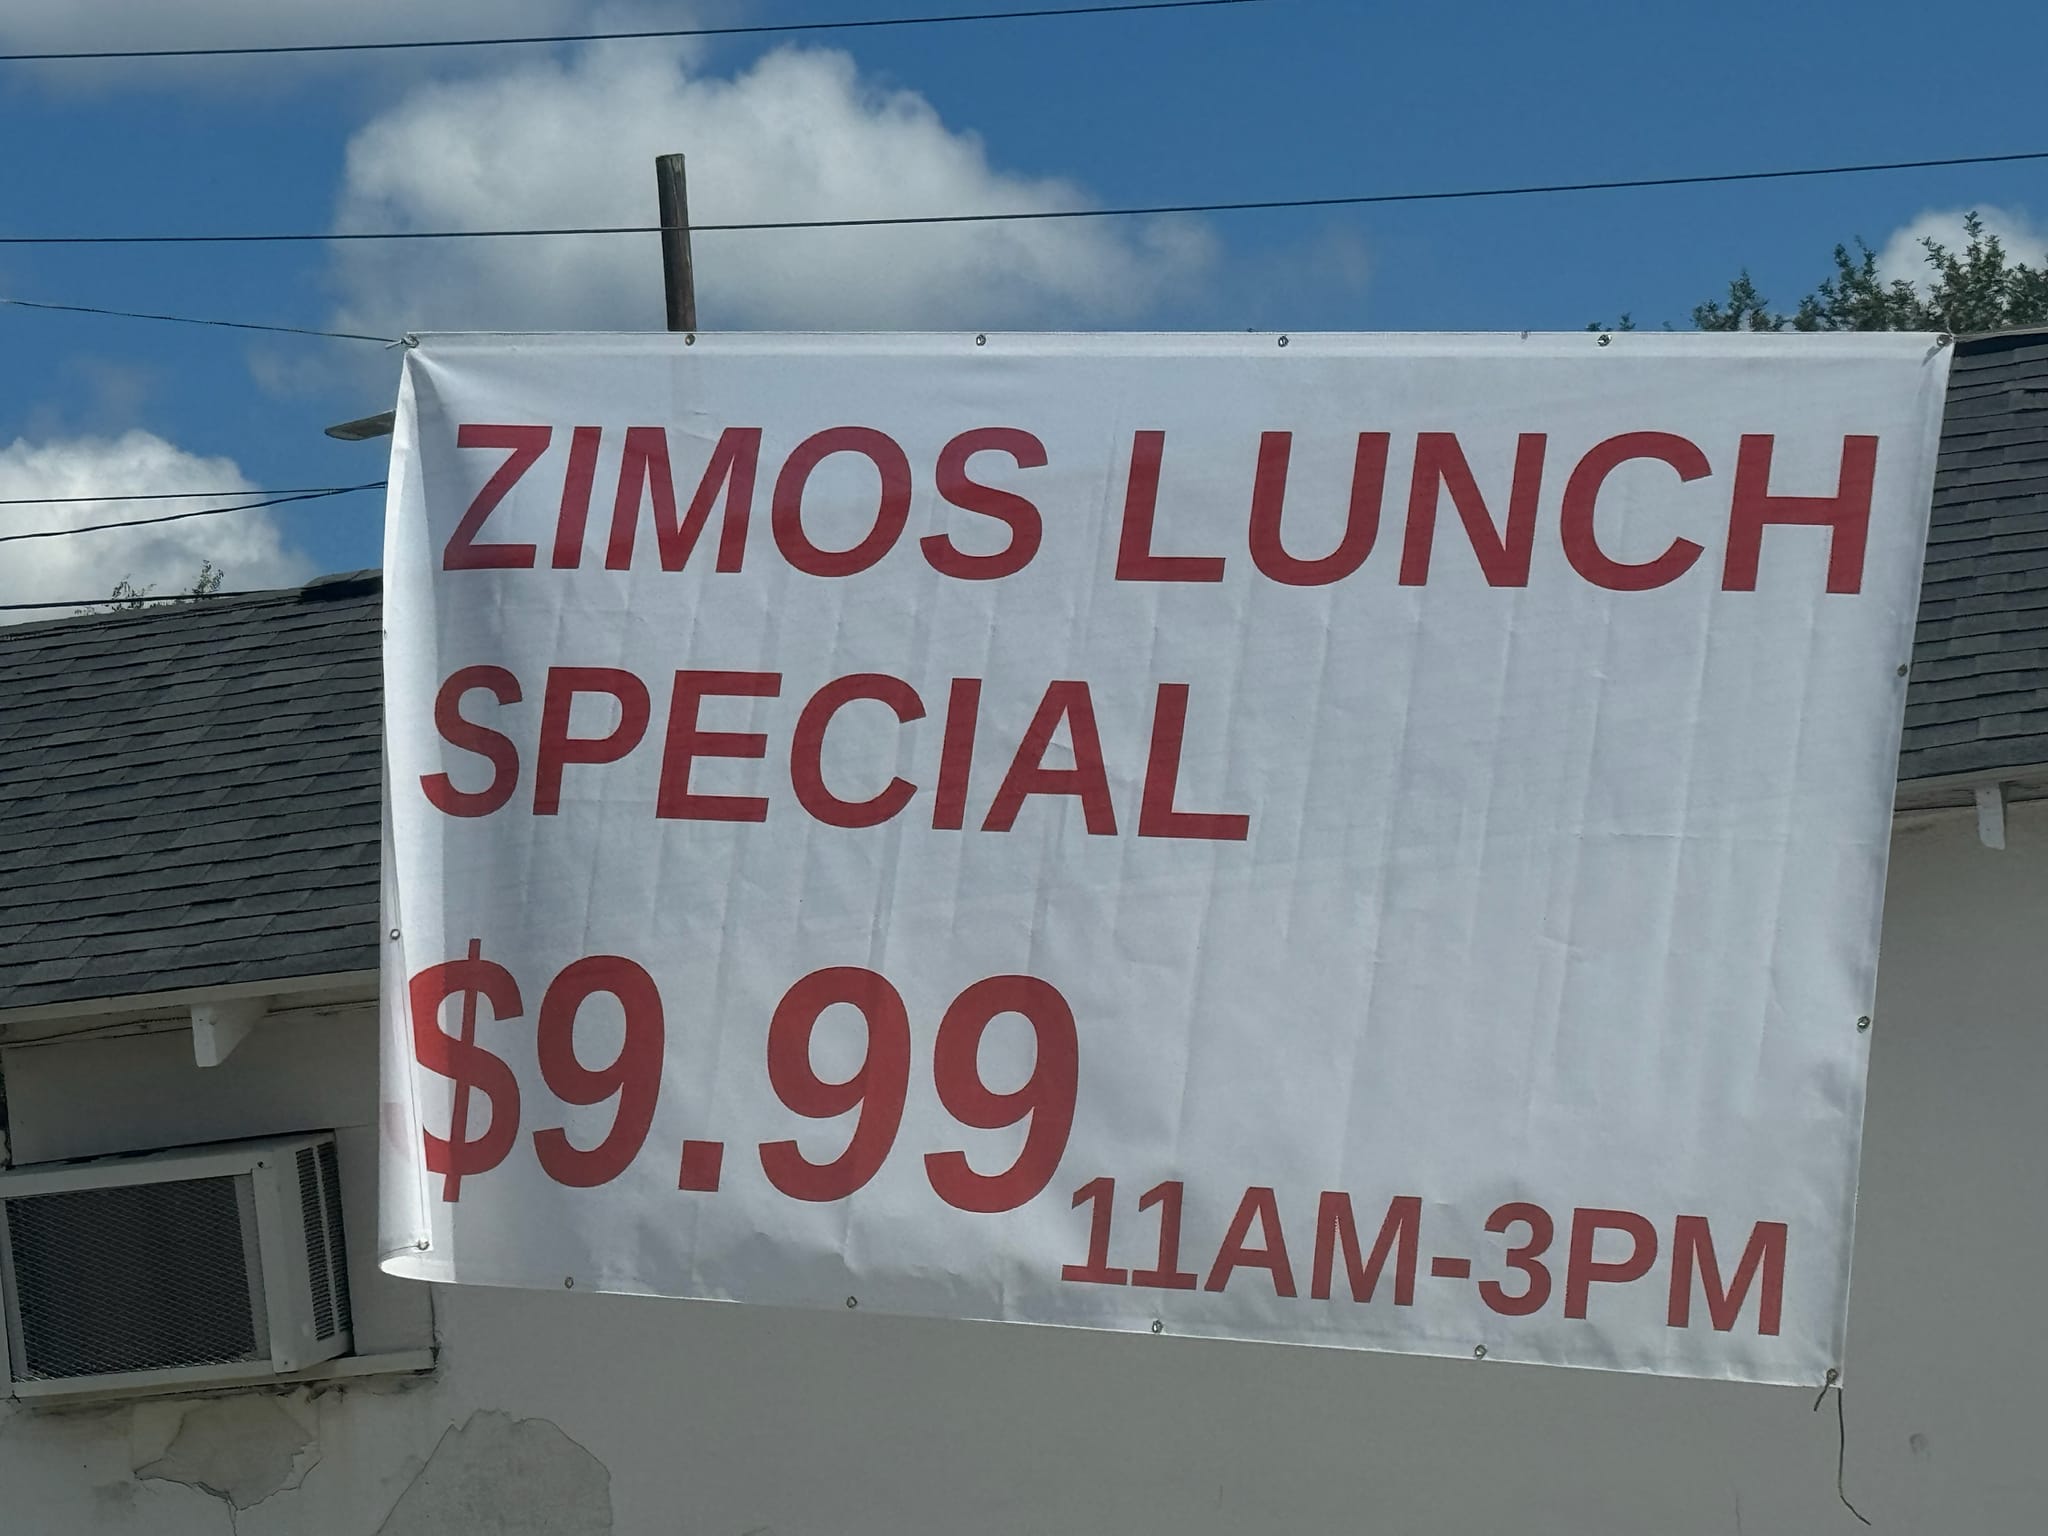 ZIMOS LUNCH
SPECIAL
$9.99
11AM-3PM